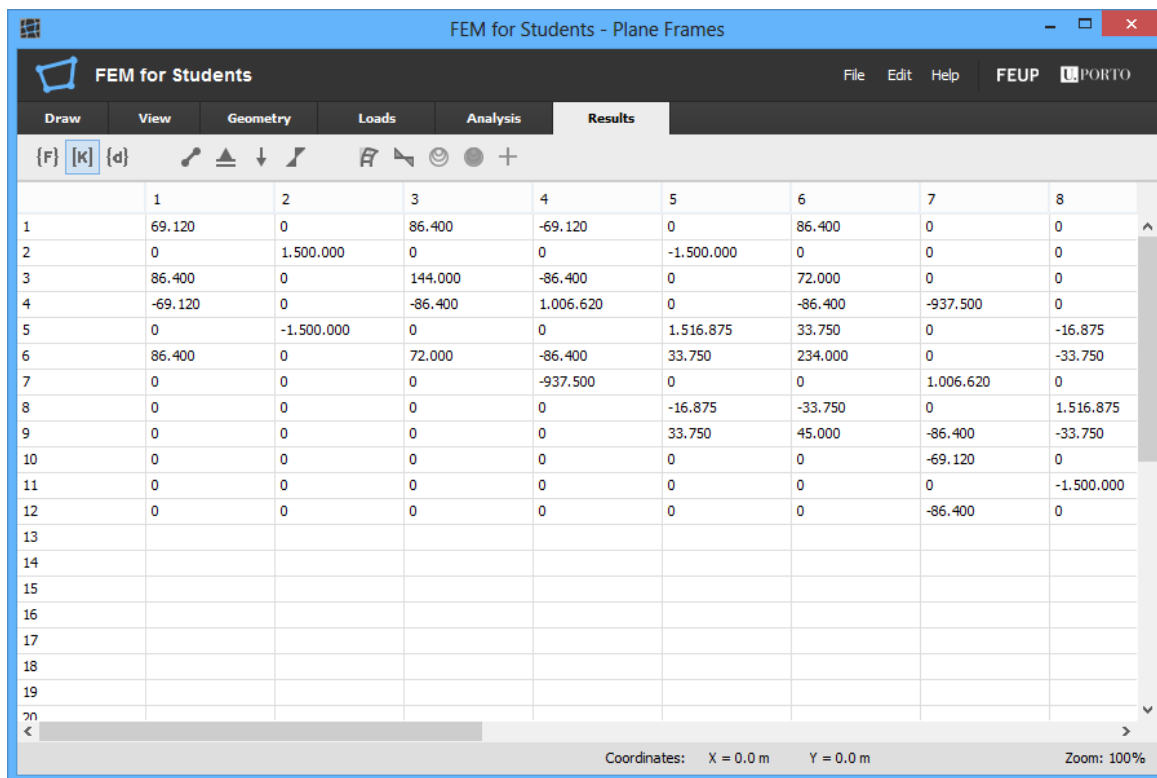 FEM for Students - Plane Frames
FEM for Students File Edit Help FEUP U.PORTO
Draw View Geometry Loads Analysis Results
{F} [K] {d}
1 2 3 4 5 6 7 8
1 69.120 0 86.400 -69.120 0 86.400 0 0
2 0 1.500.000 0 0 -1.500.000 0 0 0
3 86.400 0 144.000 -86.400 0 72.000 0 0
4 -69.120 0 -86.400 1.006.620 0 -86.400 -937.500 0
5 0 -1.500.000 0 0 1.516.875 33.750 0 -16.875
6 86.400 0 72.000 -86.400 33.750 234.000 0 -33.750
7 0 0 0 -937.500 0 0 1.006.620 0
8 0 0 0 0 -16.875 -33.750 0 1.516.875
9 0 0 0 0 33.750 45.000 -86.400 -33.750
10 0 0 0 0 0 0 -69.120 0
11 0 0 0 0 0 0 0 -1.500.000
12 0 0 0 0 0 0 -86.400 0
13
14
15
16
17
18
19
20
Coordinates: X = 0.0 m Y = 0.0 m Zoom: 100%